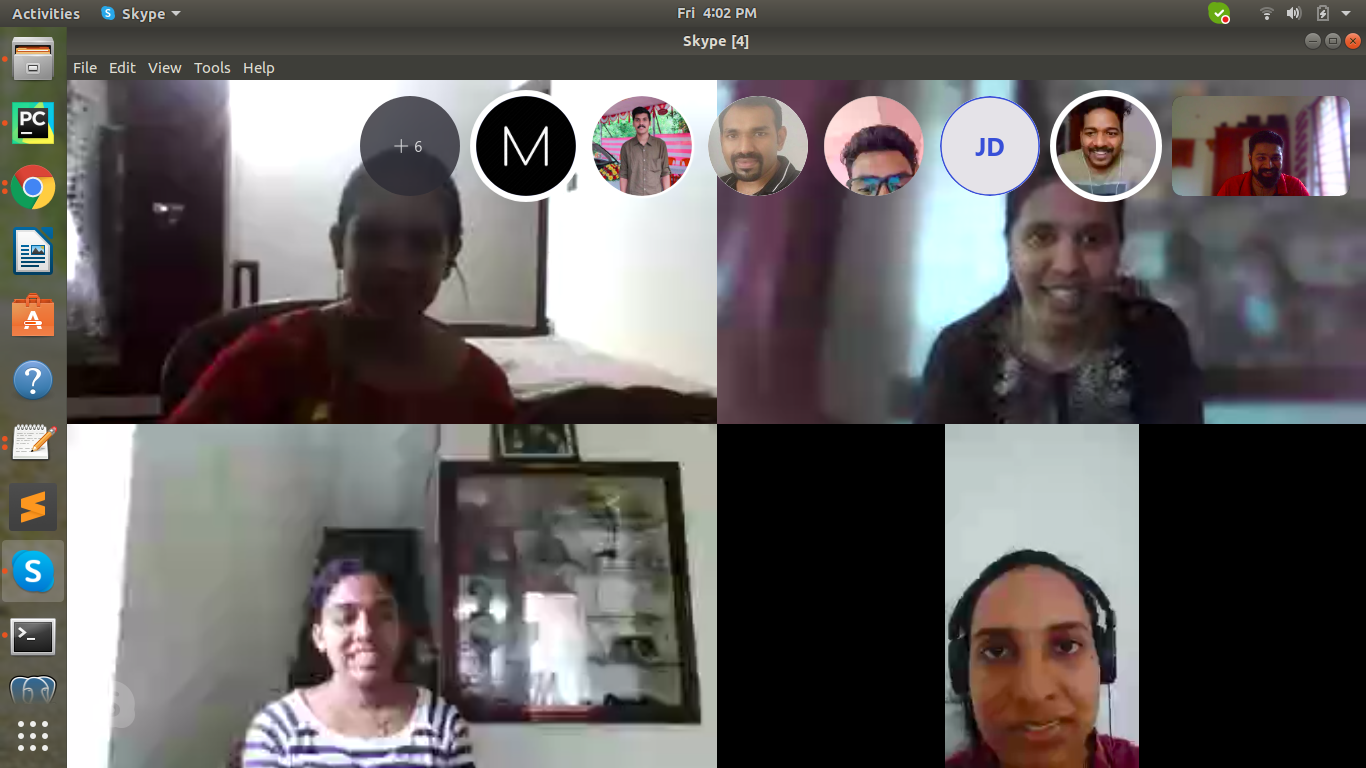 Activities Skype Fri 4:02 PM
Skype [4]
File Edit View Tools Help
+ 6 M JD
PC
S